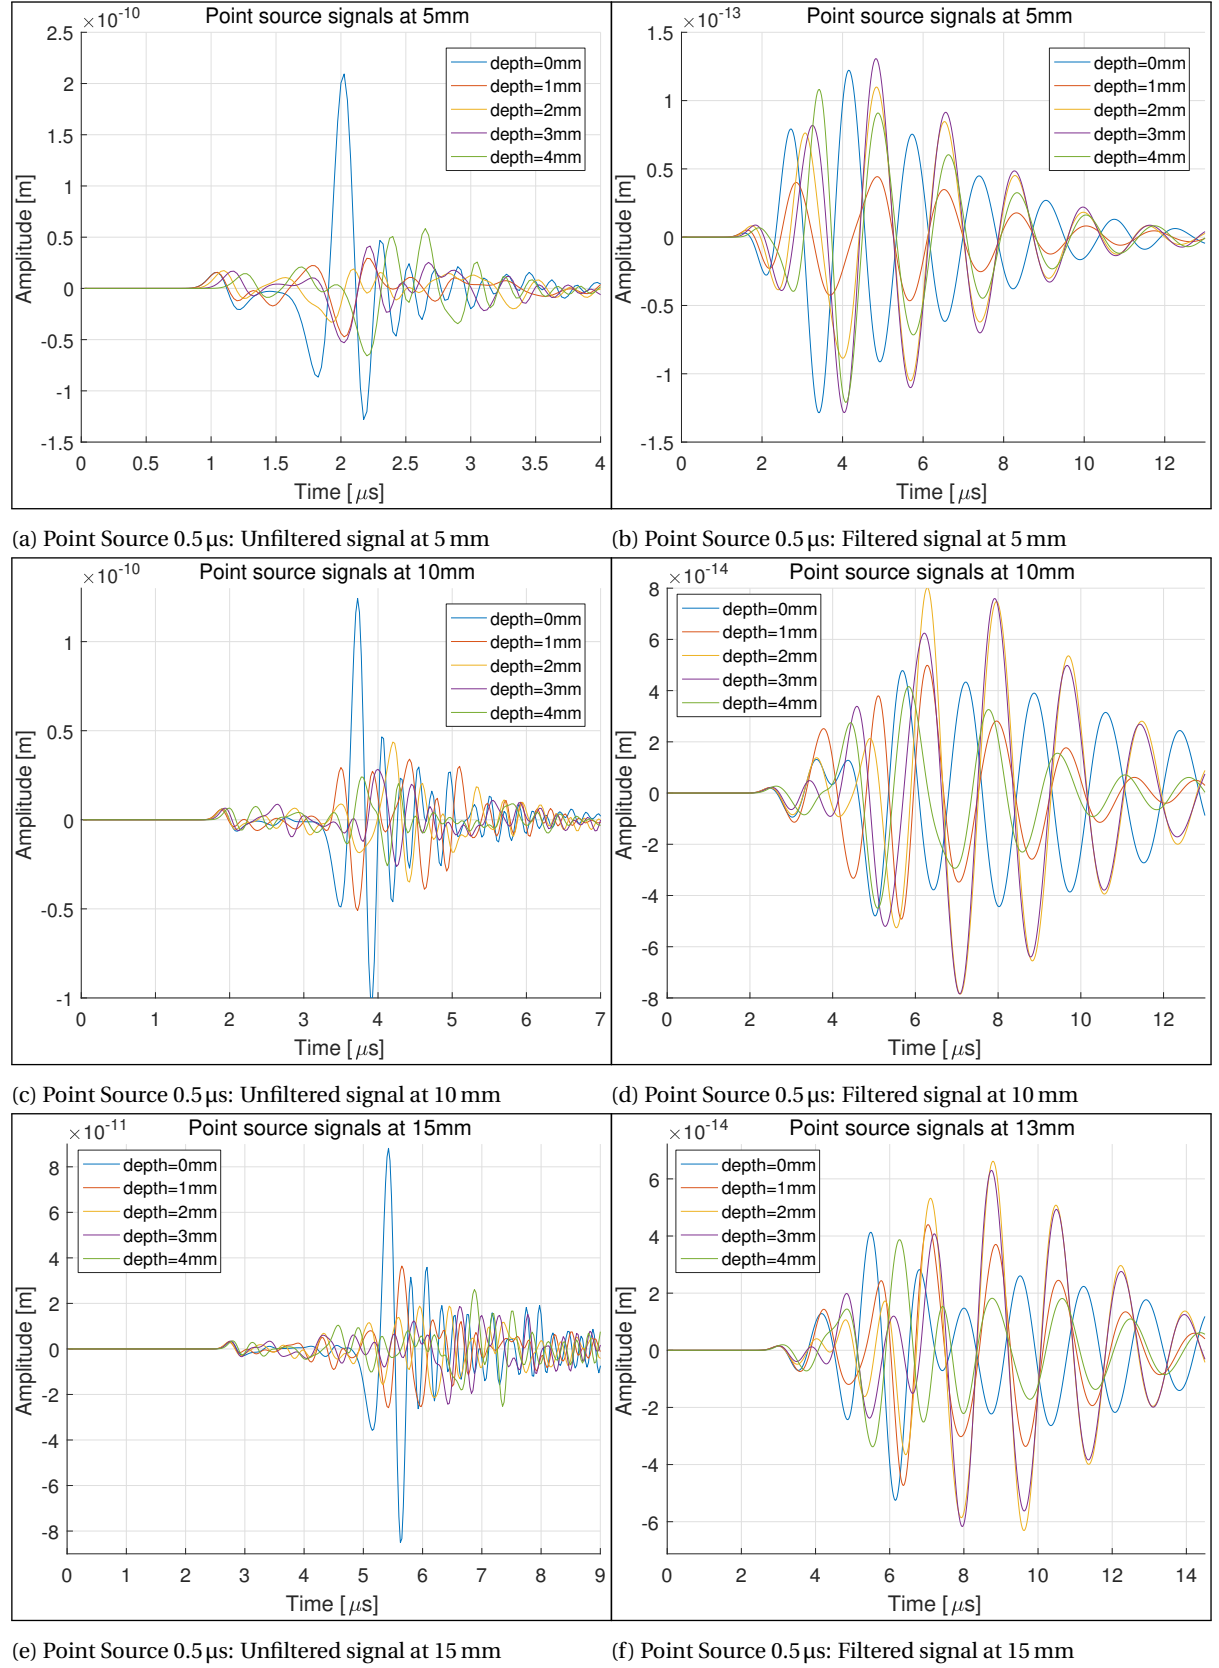 ×10^-10 Point source signals at 5mm
2.5
2
1.5
1
0.5
0
-0.5
-1
-1.5
Amplitude [m]
depth=0mm
depth=1mm
depth=2mm
depth=3mm
depth=4mm
0 0.5 1 1.5 2 2.5 3 3.5 4
Time [μs]
(a) Point Source 0.5 µs: Unfiltered signal at 5 mm
×10^-13 Point source signals at 5mm
1.5
1
0.5
0
-0.5
-1
-1.5
Amplitude [m]
depth=0mm
depth=1mm
depth=2mm
depth=3mm
depth=4mm
0 2 4 6 8 10 12
Time [μs]
(b) Point Source 0.5 µs: Filtered signal at 5 mm
×10^-10 Point source signals at 10mm
1
0.5
0
-0.5
-1
Amplitude [m]
depth=0mm
depth=1mm
depth=2mm
depth=3mm
depth=4mm
0 1 2 3 4 5 6 7
Time [μs]
(c) Point Source 0.5 µs: Unfiltered signal at 10 mm
×10^-14 Point source signals at 10mm
8
6
4
2
0
-2
-4
-6
-8
Amplitude [m]
depth=0mm
depth=1mm
depth=2mm
depth=3mm
depth=4mm
0 2 4 6 8 10 12
Time [μs]
(d) Point Source 0.5 µs: Filtered signal at 10 mm
×10^-11 Point source signals at 15mm
8
6
4
2
0
-2
-4
-6
-8
Amplitude [m]
depth=0mm
depth=1mm
depth=2mm
depth=3mm
depth=4mm
0 1 2 3 4 5 6 7 8 9
Time [μs]
(e) Point Source 0.5 µs: Unfiltered signal at 15 mm
×10^-14 Point source signals at 13mm
6
4
2
0
-2
-4
-6
Amplitude [m]
depth=0mm
depth=1mm
depth=2mm
depth=3mm
depth=4mm
0 2 4 6 8 10 12 14
Time [μs]
(f) Point Source 0.5 µs: Filtered signal at 15 mm